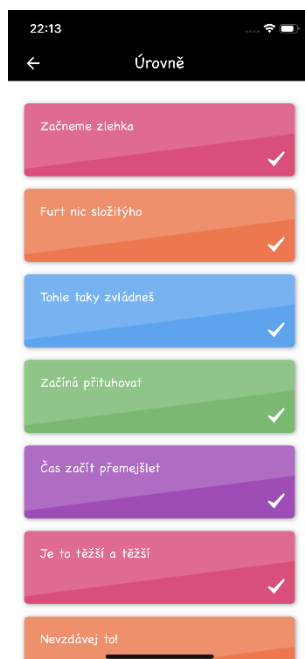 22:13
Úrovně
Začneme zlehka
Furt nic složitýho
Tohle taky zvládneš
Začíná přituhovat
Čas začít přemejšlet
Je to těžší a těžší
Nevzdávej to!